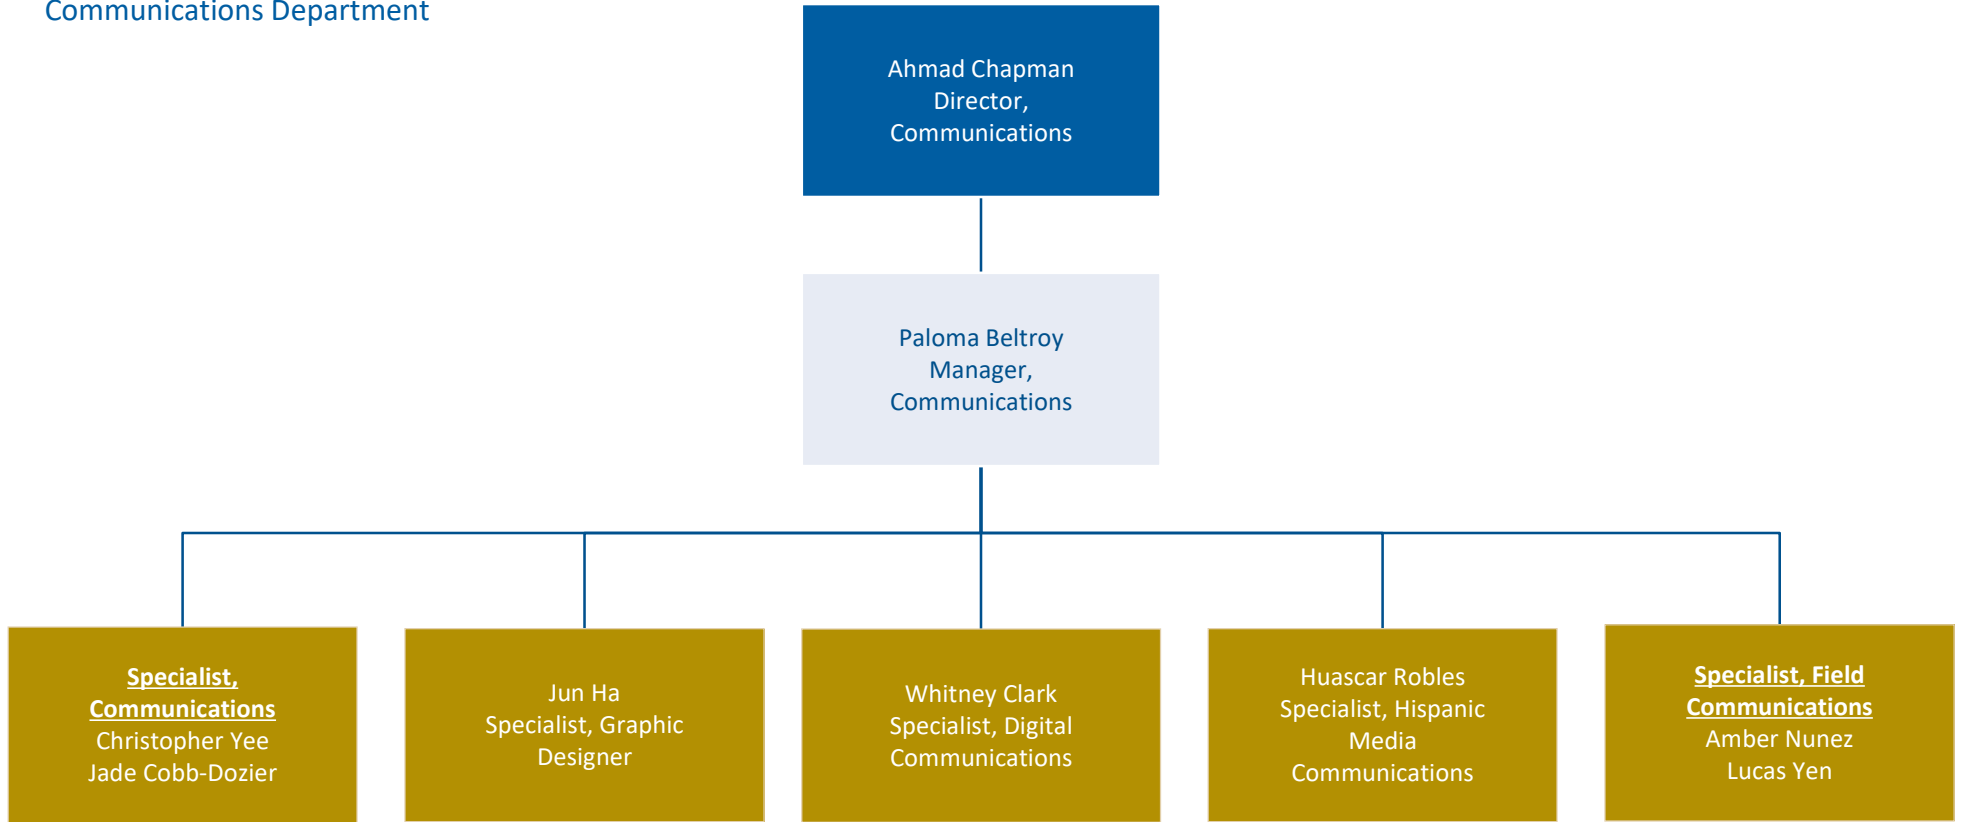 Communications Department
Ahmad Chapman
Director,
Communications
Paloma Beltroy
Manager,
Communications
Specialist,
Communications
Christopher Yee
Jade Cobb-Dozier
Jun Ha
Specialist, Graphic
Designer
Whitney Clark
Specialist, Digital
Communications
Huascar Robles
Specialist, Hispanic
Media
Communications
Specialist, Field
Communications
Amber Nunez
Lucas Yen